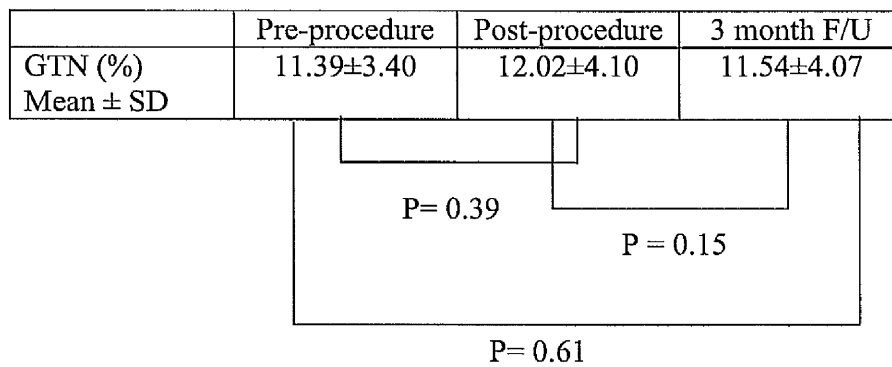 Pre-procedure Post-procedure 3 month F/U
GTN (%) 11.39±3.40 12.02±4.10 11.54±4.07
Mean ± SD
P= 0.39
P = 0.15
P= 0.61